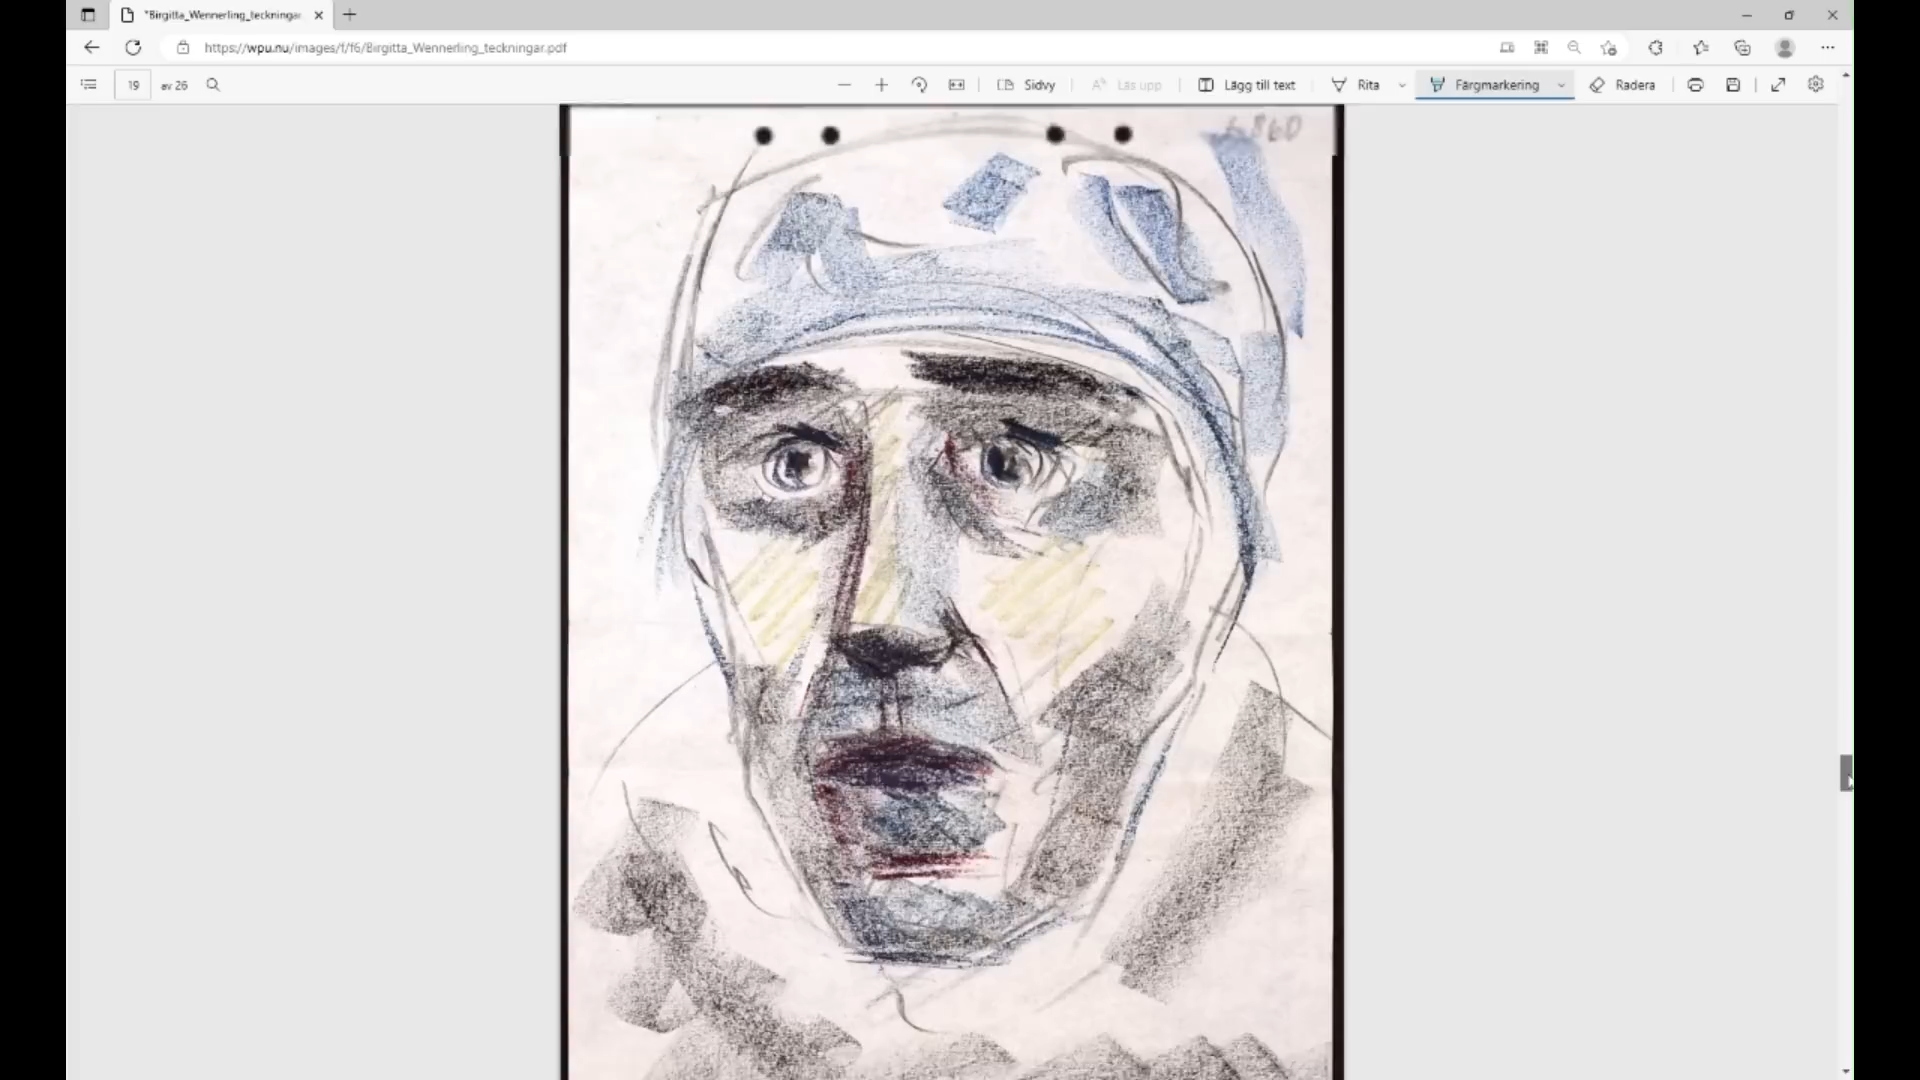 *Birgitta_Wennerling_teckningar
https://wpu.nu/images/f/f6/Birgitta_Wennerling_teckningar.pdf
19 av 26 Sidvy Läs upp Lägg till text Rita Färgmarkering Radera